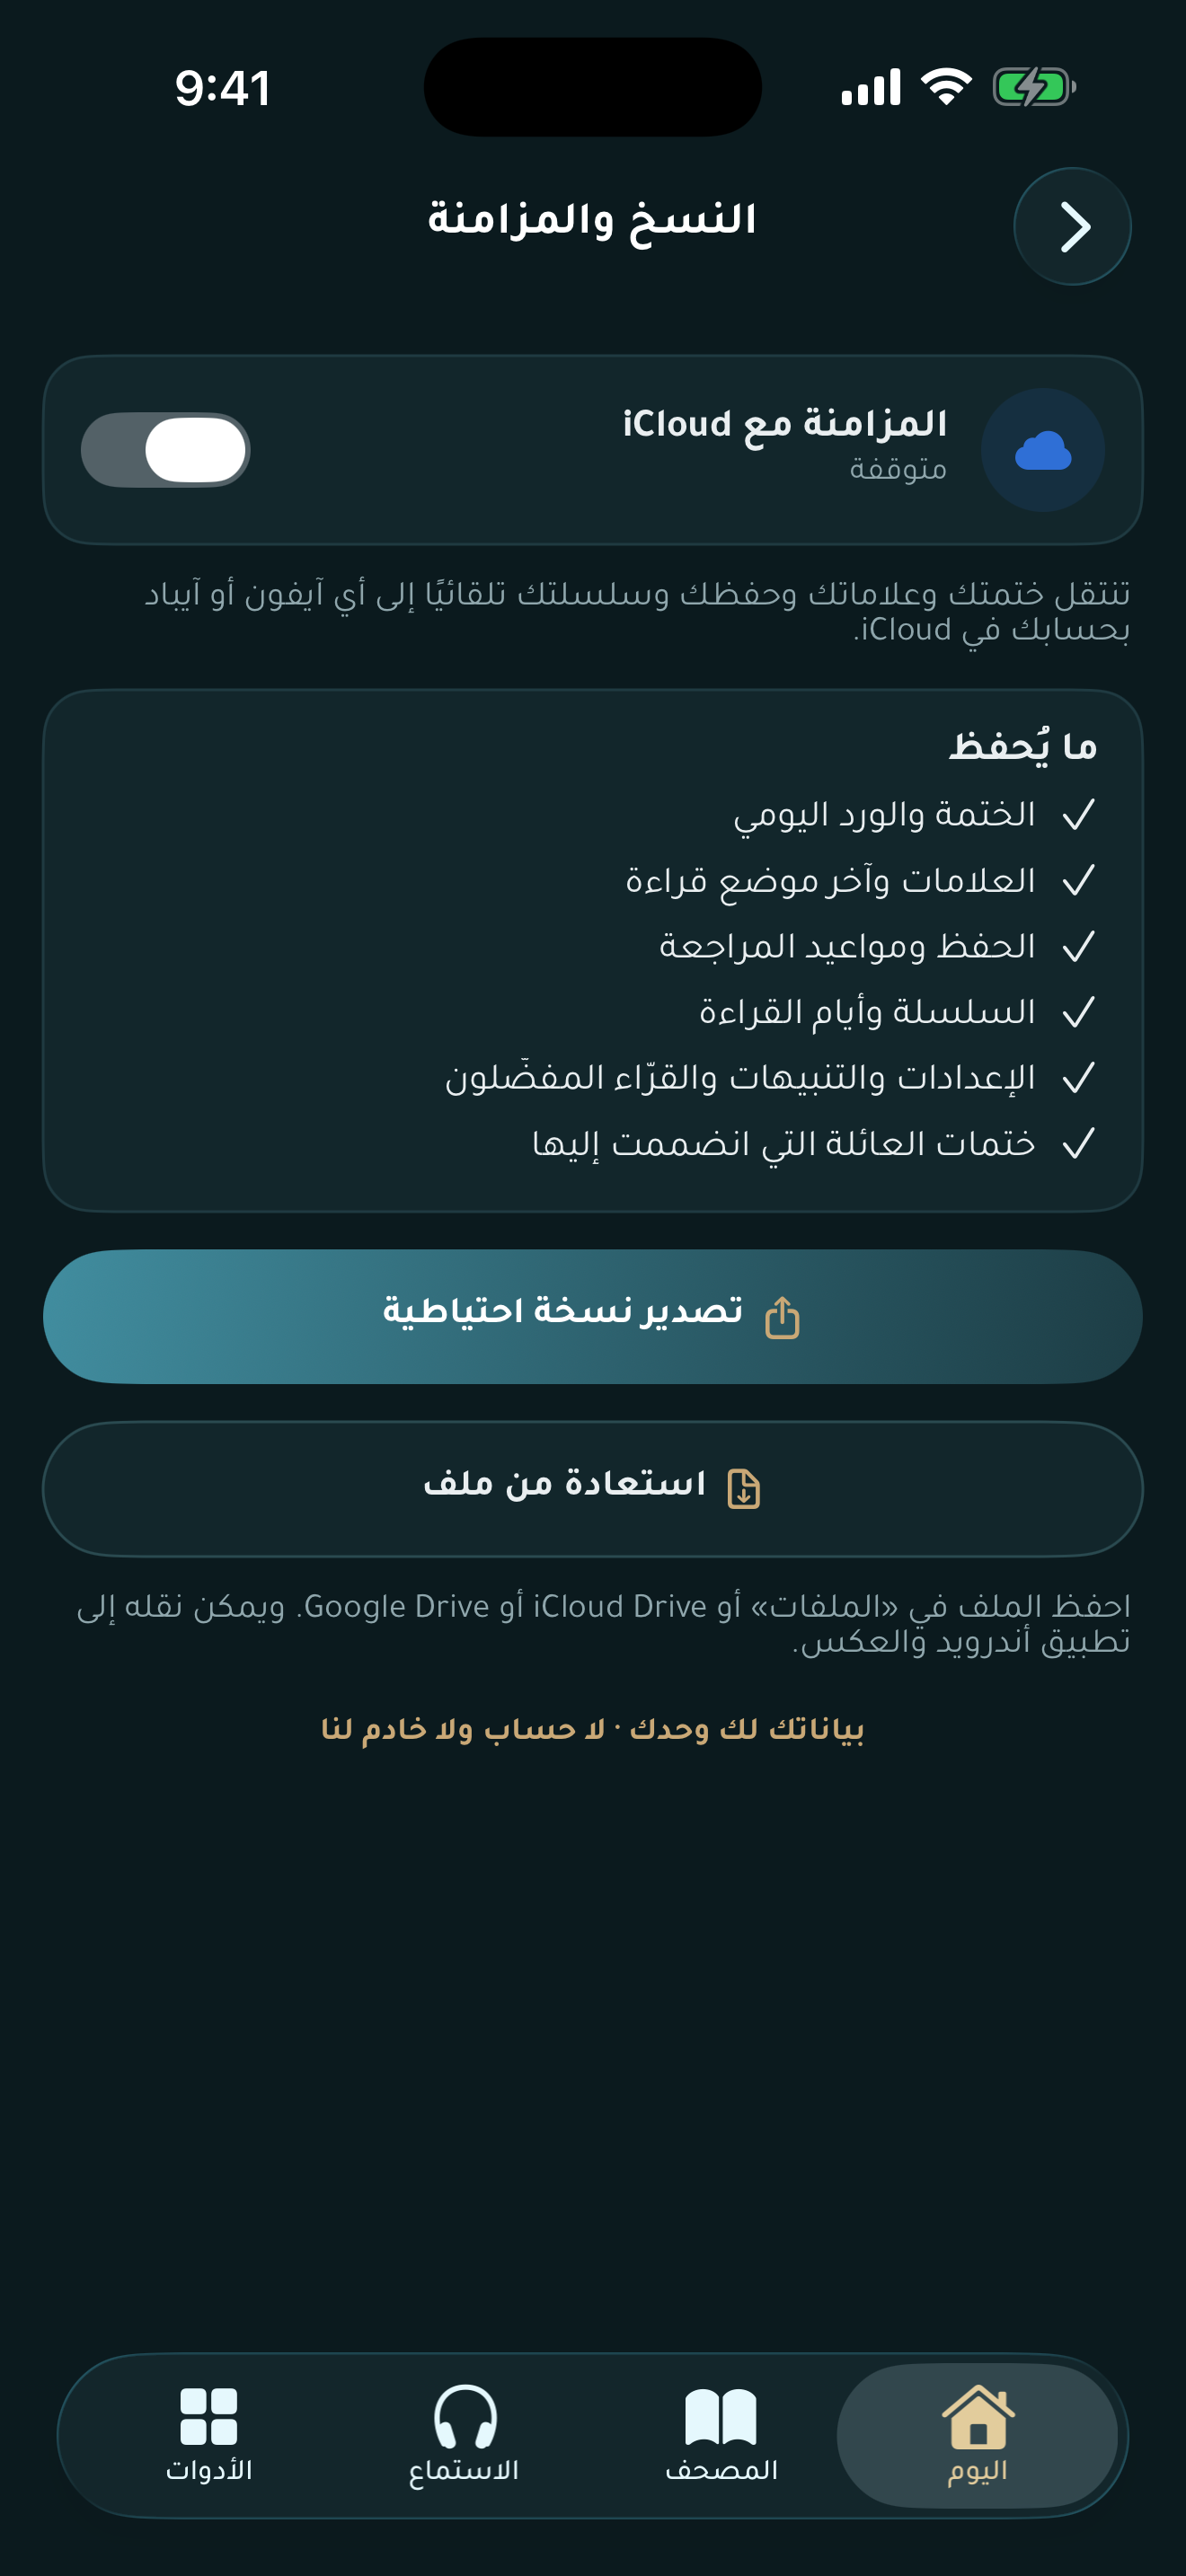 9:41
النسخ والمزامنة
المزامنة مع iCloud
متوقفة
تنتقل ختمتك وعلاماتك وحفظك وسلسلتك تلقائيًا إلى أي آيفون أو آيباد
بحسابك في iCloud.
ما يُحفظ
الختمة والورد اليومي
العلامات وآخر موضع قراءة
الحفظ ومواعيد المراجعة
السلسلة وأيام القراءة
الإعدادات والتنبيهات والقرّاء المفضّلون
ختمات العائلة التي انضممت إليها
تصدير نسخة احتياطية
استعادة من ملف
احفظ الملف في «الملفات» أو iCloud Drive أو Google Drive. ويمكن نقله إلى
تطبيق أندرويد والعكس.
بياناتك لك وحدك · لا حساب ولا خادم لنا
اليوم
المصحف
الاستماع
الأدوات